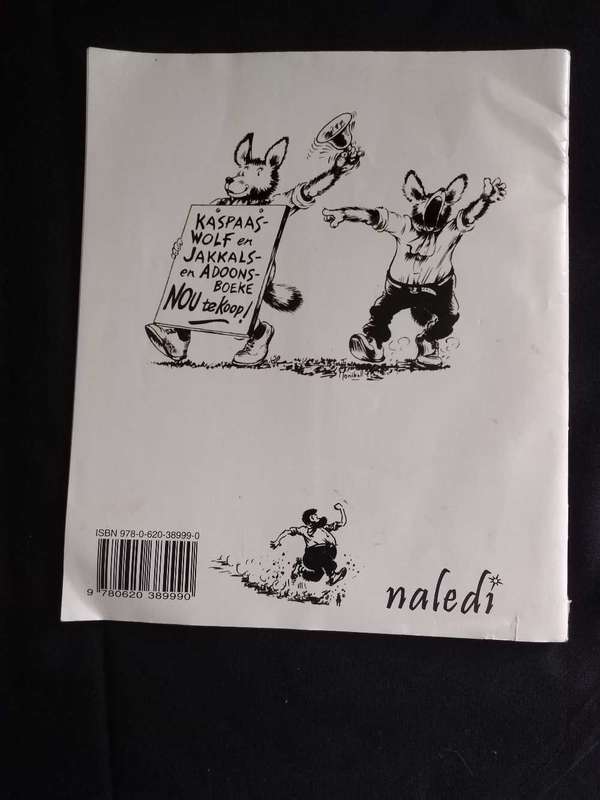 KASPAAS-
WOLF en
JAKKALS-
en ADOONS-
BOEKE
NOU te koop!
ISBN 978-0-620-38999-0
9 780620 389990
naledi